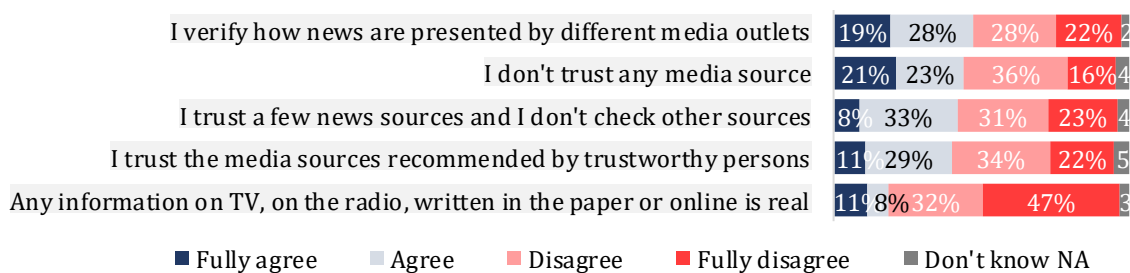 I verify how news are presented by different media outlets 19% 28% 28% 22% 2
I don't trust any media source 21% 23% 36% 16% 4
I trust a few news sources and I don't check other sources 8% 33% 31% 23% 4
I trust the media sources recommended by trustworthy persons 11% 29% 34% 22% 5
Any information on TV, on the radio, written in the paper or online is real 11% 8% 32% 47% 3
Fully agree Agree Disagree Fully disagree Don't know NA